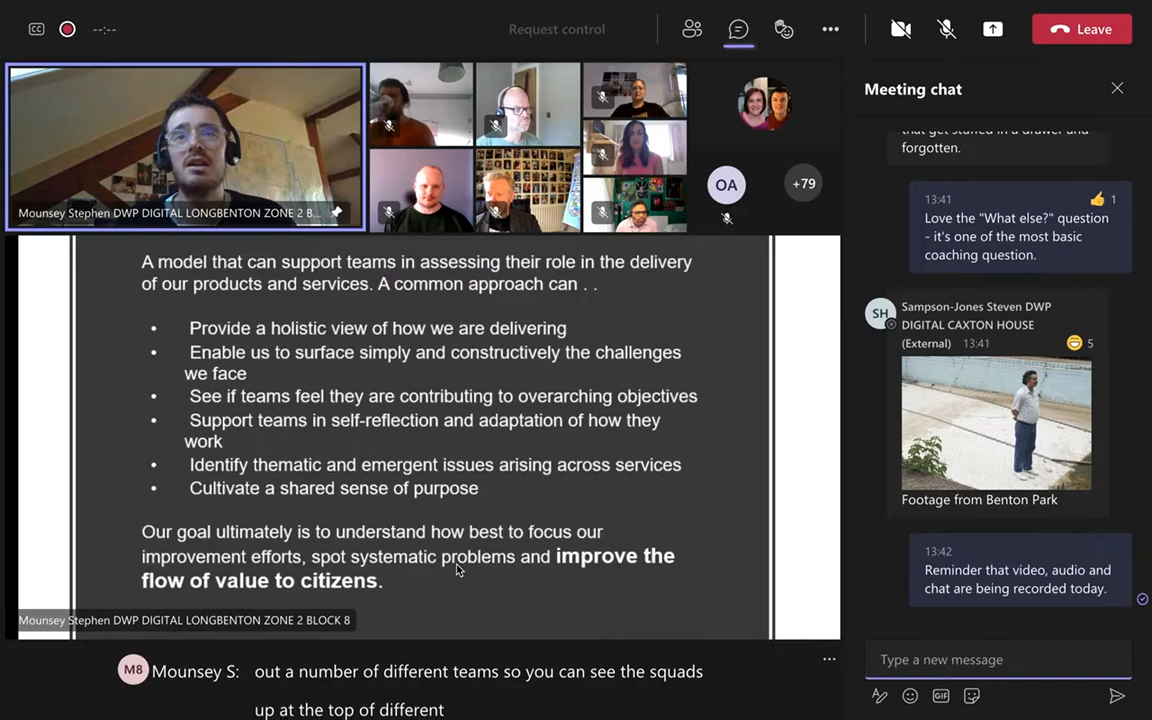 CC
--:--
Request control
Leave
Mounsey Stephen DWP DIGITAL LONGBENTON ZONE 2 B...
OA
+79
A model that can support teams in assessing their role in the delivery
of our products and services. A common approach can . .
• Provide a holistic view of how we are delivering
• Enable us to surface simply and constructively the challenges
we face
• See if teams feel they are contributing to overarching objectives
• Support teams in self-reflection and adaptation of how they
work
• Identify thematic and emergent issues arising across services
• Cultivate a shared sense of purpose
Our goal ultimately is to understand how best to focus our
improvement efforts, spot systematic problems and improve the
flow of value to citizens.
Mounsey Stephen DWP DIGITAL LONGBENTON ZONE 2 BLOCK 8
M8 Mounsey S: out a number of different teams so you can see the squads
up at the top of different
Meeting chat
that get stuffed in a drawer and
forgotten.
13:41 1
Love the "What else?" question
- it's one of the most basic
coaching question.
SH
Sampson-Jones Steven DWP
DIGITAL CAXTON HOUSE
(External) 13:41 5
Footage from Benton Park
13:42
Reminder that video, audio and
chat are being recorded today.
Type a new message
GIF